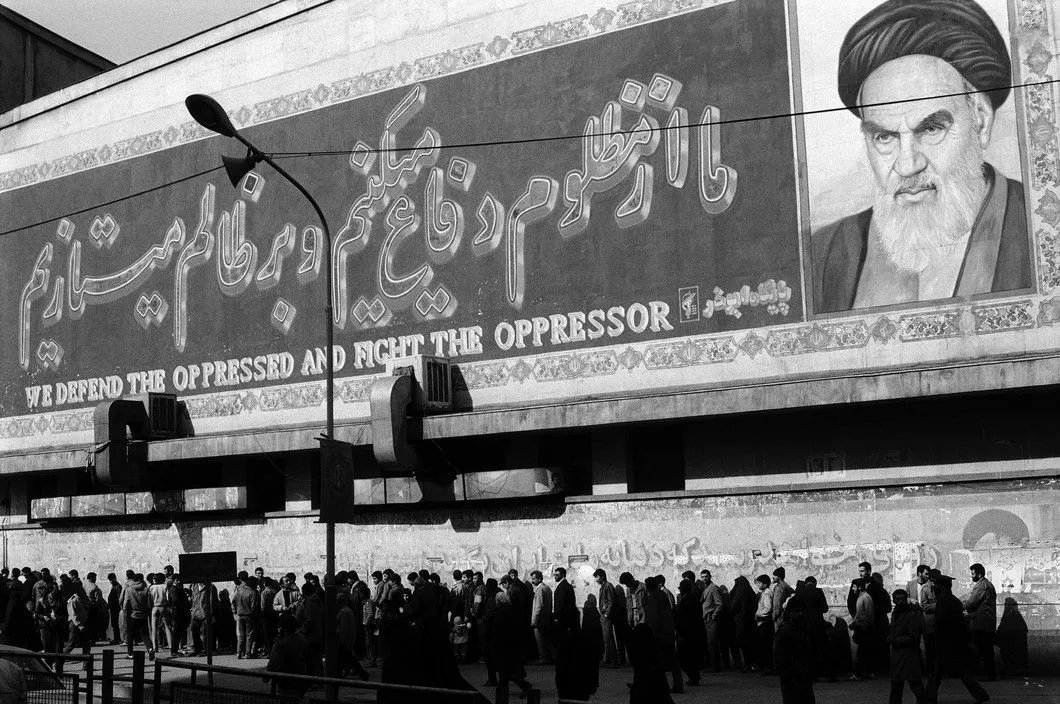 ما از مظلوم دفاع میکنیم و بر ظالم میتازیم
WE DEFEND THE OPPRESSED AND FIGHT THE OPPRESSOR